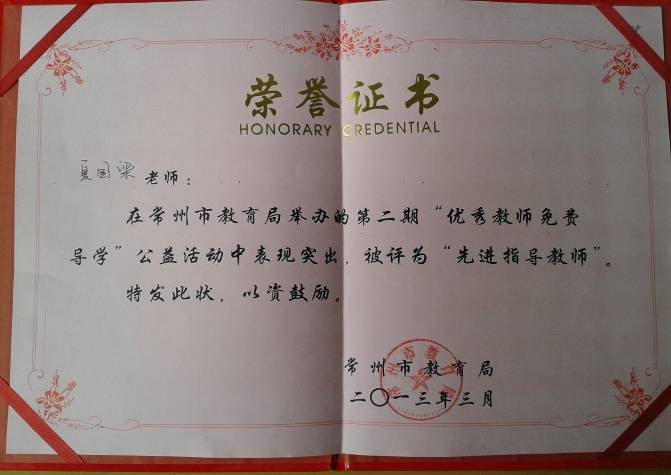 荣誉证书
HONORARY CREDENTIAL
夏国梁 老师：
在常州市教育局举办的第二期“优秀教师免费
导学”公益活动中表现突出，被评为“先进指导教师”。
特发此状，以资鼓励。
常州市教育局
二〇一三年三月